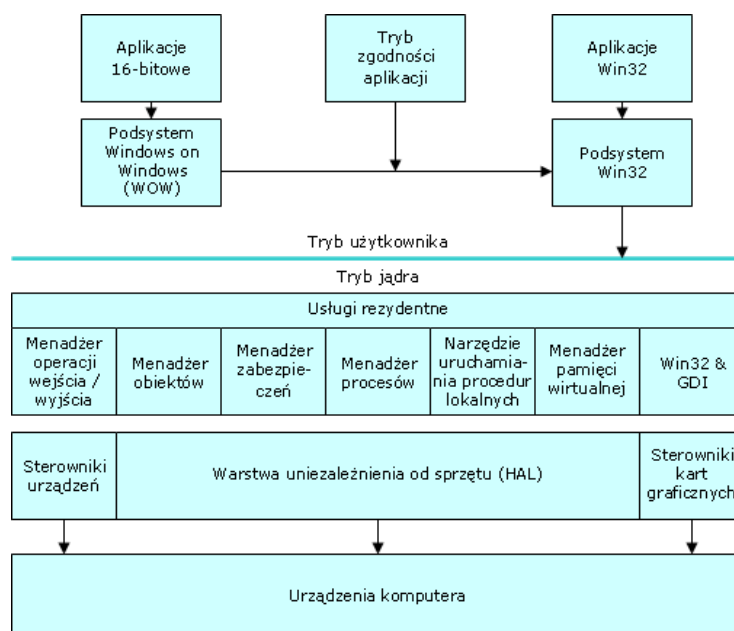 Aplikacje
16-bitowe
Tryb
zgodności
aplikacji
Aplikacje
Win32
Podsystem
Windows on
Windows
(WOW)
Podsystem
Win32
Tryb użytkownika
Tryb jądra
Usługi rezydentne
Menadżer
operacji
wejścia /
wyjścia
Menadżer
obiektów
Menadżer
zabezpie-
czeń
Menadżer
procesów
Narzędzie
uruchamia-
nia procedur
lokalnych
Menadżer
pamięci
wirtualnej
Win32 &
GDI
Sterowniki
urządzeń
Warstwa uniezależnienia od sprzętu (HAL)
Sterowniki
kart
graficznych
Urządzenia komputera